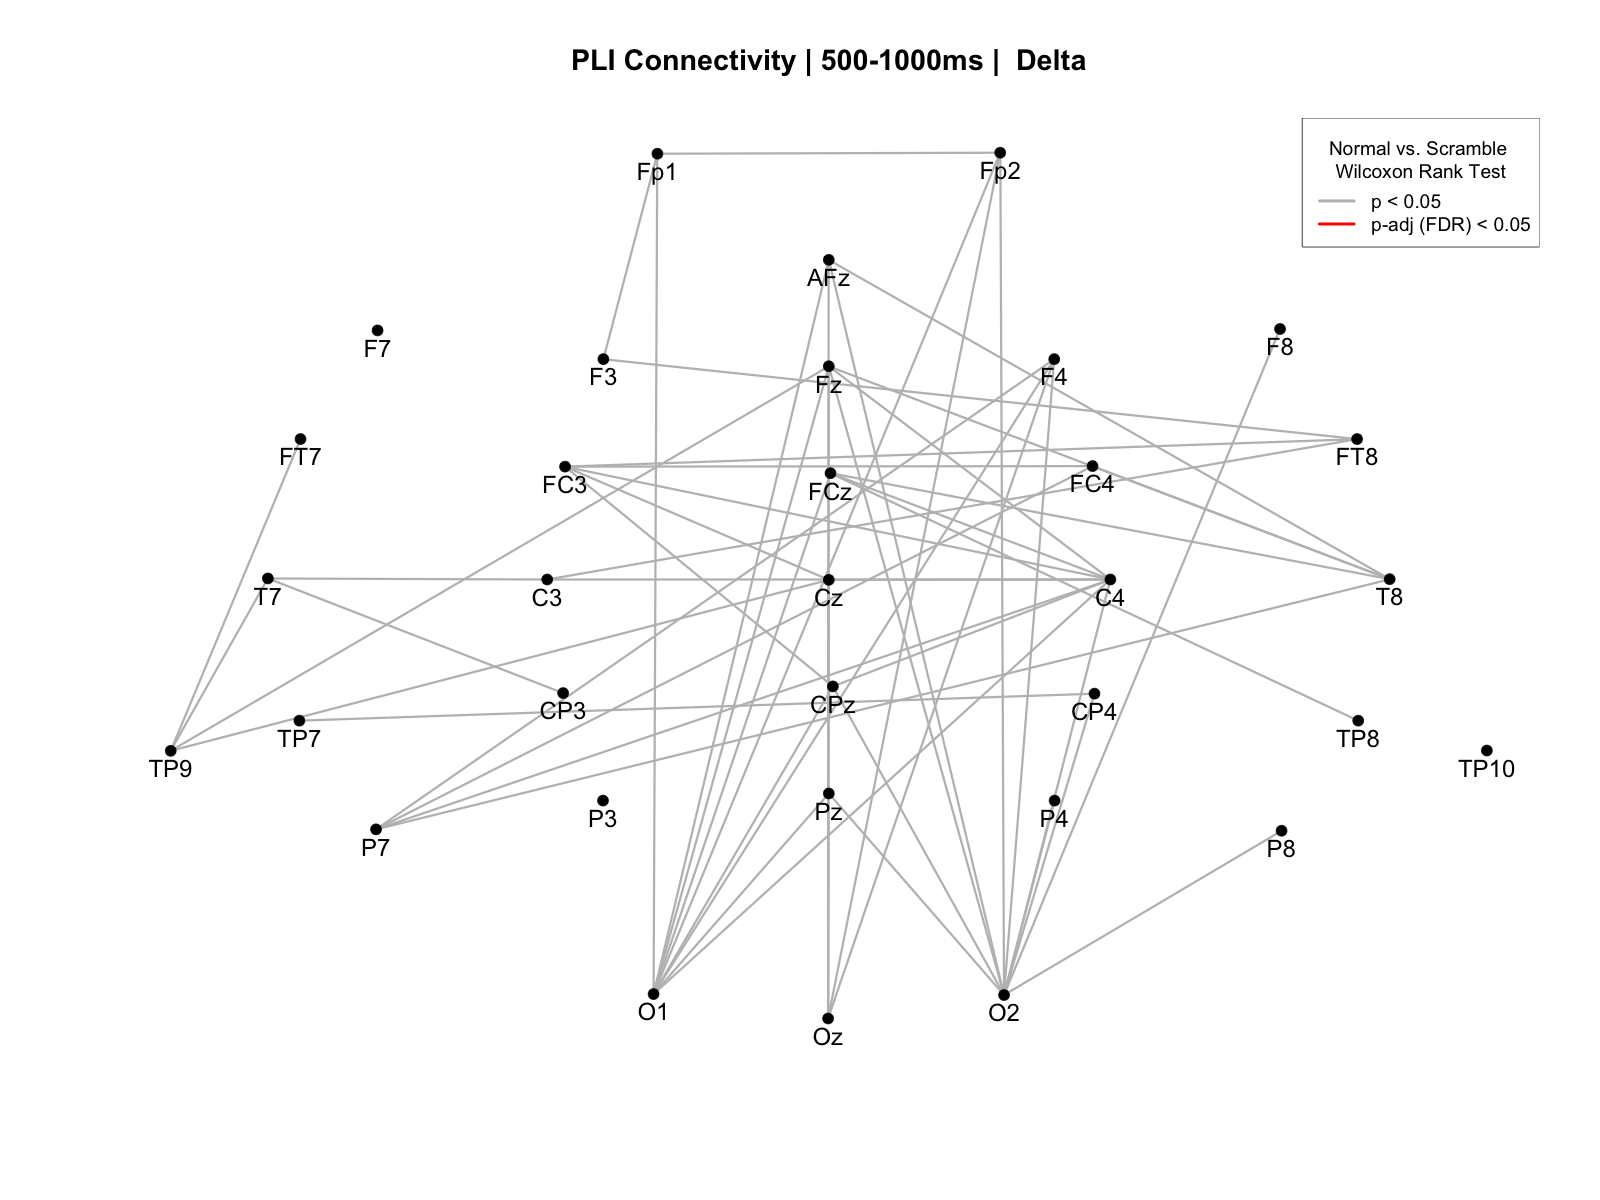 PLI Connectivity | 500-1000ms |  Delta
Normal vs. Scramble
Wilcoxon Rank Test
p < 0.05
p-adj (FDR) < 0.05
Fp1 Fp2
AFz
F7 F8
F3 Fz F4
FT7 FT8
FC3 FCz FC4
T7 C3 Cz C4 T8
CP3 CPz CP4
TP7 TP8
TP9 TP10
P3 Pz P4
P7 P8
O1 O2
Oz